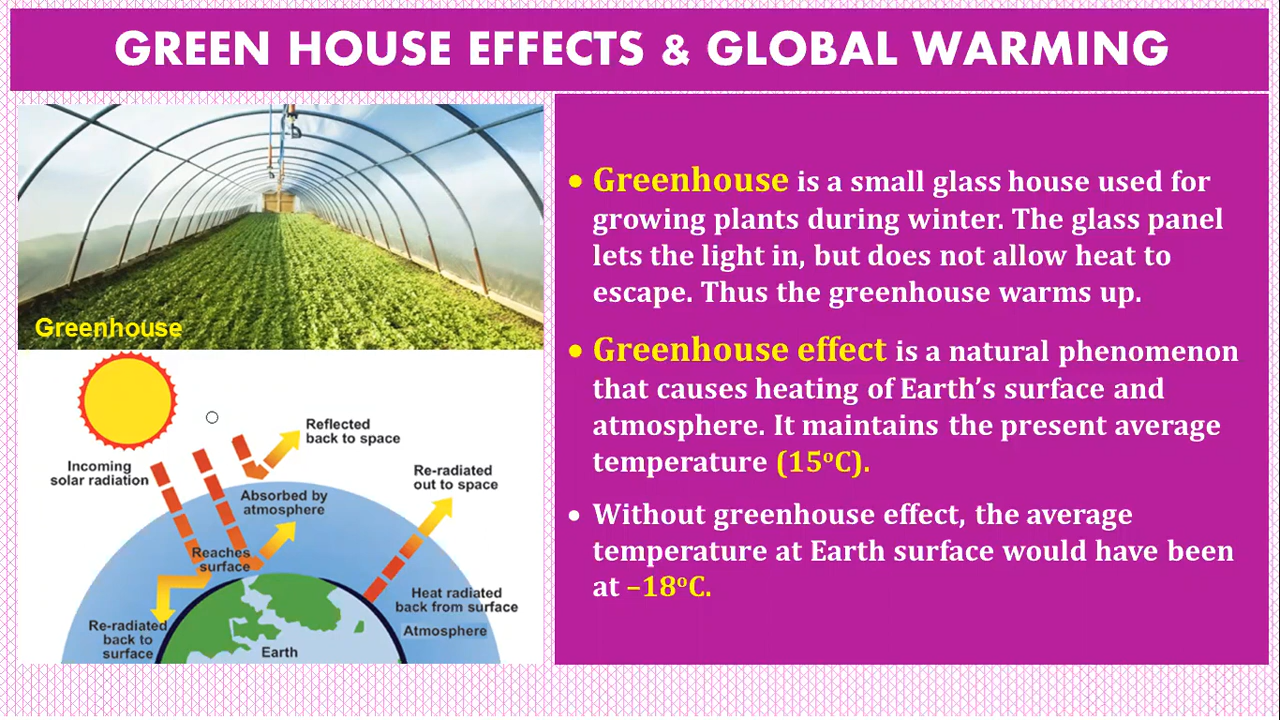 GREEN HOUSE EFFECTS & GLOBAL WARMING
Greenhouse
Incoming
solar radiation
Reflected
back to space
Absorbed by
atmosphere
Re-radiated
out to space
Reaches
surface
Re-radiated
back to
surface
Heat radiated
back from surface
Atmosphere
Earth
• Greenhouse is a small glass house used for
growing plants during winter. The glass panel
lets the light in, but does not allow heat to
escape. Thus the greenhouse warms up.
• Greenhouse effect is a natural phenomenon
that causes heating of Earth's surface and
atmosphere. It maintains the present average
temperature (15°C).
• Without greenhouse effect, the average
temperature at Earth surface would have been
at –18°C.